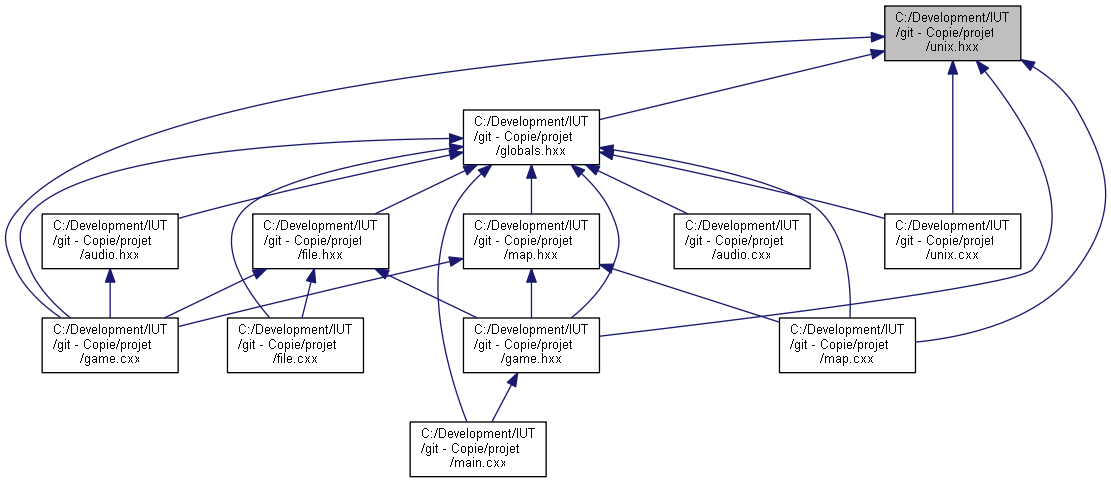 C:/Development/IUT
/git - Copie/projet
/unix.hxx
C:/Development/IUT
/git - Copie/projet
/globals.hxx
C:/Development/IUT
/git - Copie/projet
/audio.hxx
C:/Development/IUT
/git - Copie/projet
/file.hxx
C:/Development/IUT
/git - Copie/projet
/map.hxx
C:/Development/IUT
/git - Copie/projet
/audio.cxx
C:/Development/IUT
/git - Copie/projet
/unix.cxx
C:/Development/IUT
/git - Copie/projet
/game.cxx
C:/Development/IUT
/git - Copie/projet
/file.cxx
C:/Development/IUT
/git - Copie/projet
/game.hxx
C:/Development/IUT
/git - Copie/projet
/map.cxx
C:/Development/IUT
/git - Copie/projet
/main.cxx